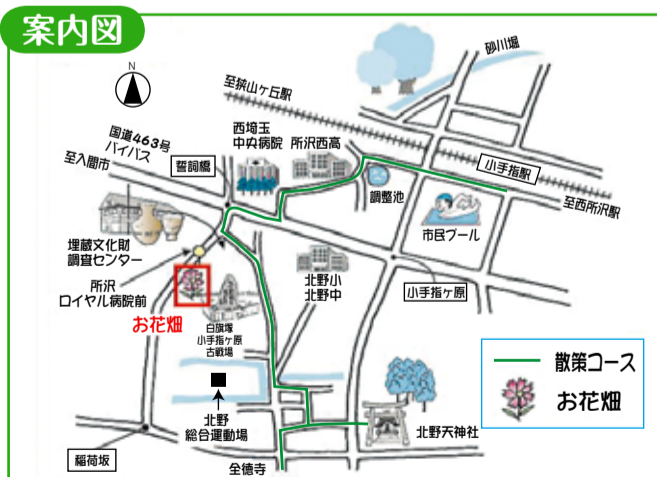 案内図
N
砂川堀
至狭山ヶ丘駅
国道463号
バイパス
至入間市
誓詞橋
西埼玉
中央病院
所沢西高
小手指駅
調整池
至西所沢駅
市民プール
埋蔵文化財
調査センター
所沢
ロイヤル病院前
北野小
北野中
小手指ヶ原
お花畑
白旗塚
小手指ヶ原
古戦場
散策コース
お花畑
北野
総合運動場
北野天神社
稲荷坂
全徳寺